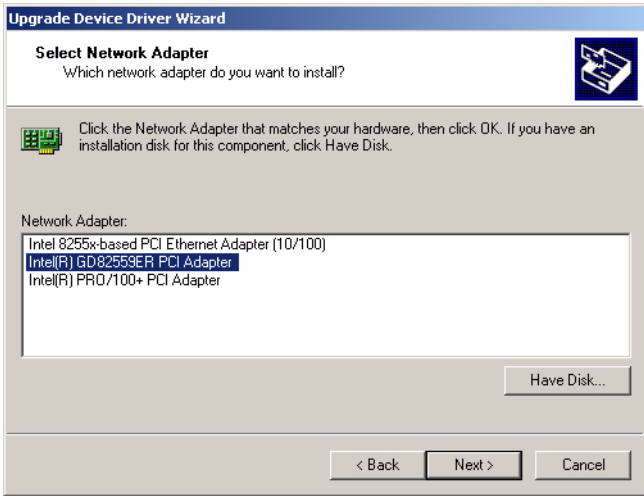 Upgrade Device Driver Wizard
Select Network Adapter
Which network adapter do you want to install?
Click the Network Adapter that matches your hardware, then click OK. If you have an
installation disk for this component, click Have Disk.
Network Adapter:
Intel 8255x-based PCI Ethernet Adapter (10/100)
Intel(R) GD82559ER PCI Adapter
Intel(R) PRO/100+ PCI Adapter
Have Disk...
< Back
Next >
Cancel